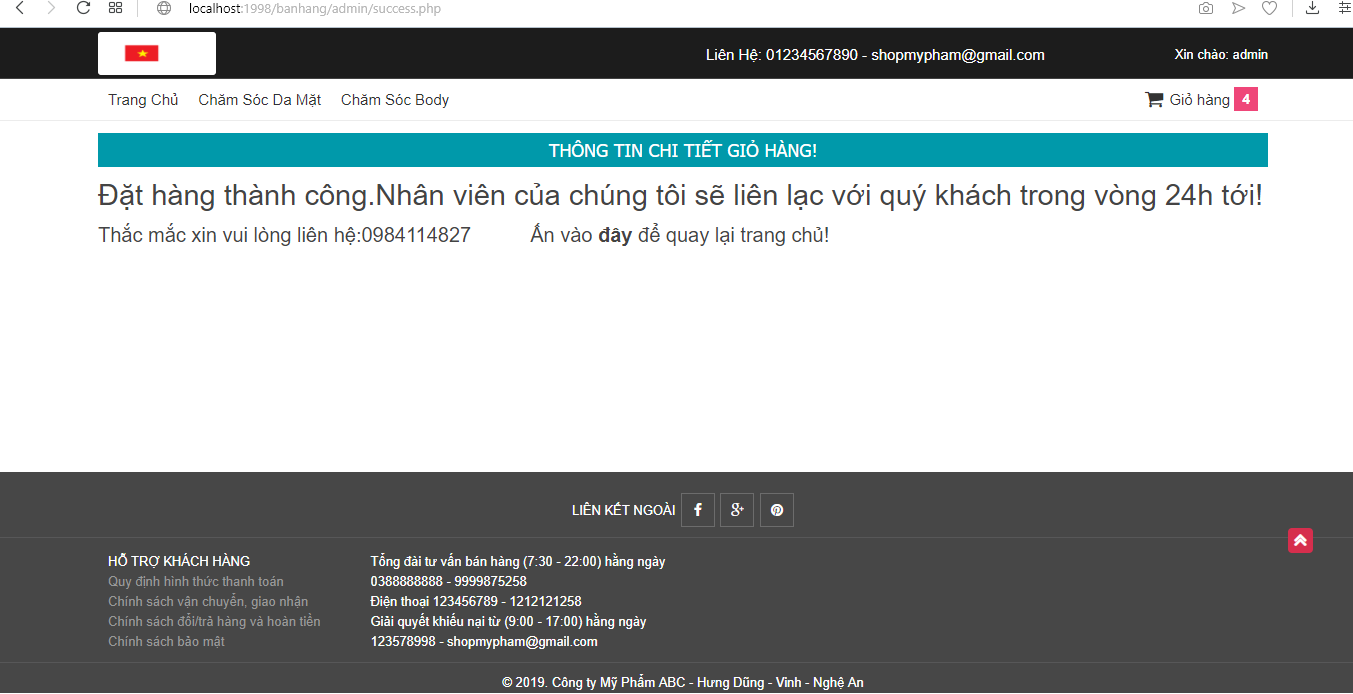 localhost:1998/banhang/admin/success.php
Liên Hệ: 01234567890 - shopmypham@gmail.com
Xin chào: admin
Trang Chủ
Chăm Sóc Da Mặt
Chăm Sóc Body
Giỏ hàng 4
THÔNG TIN CHI TIẾT GIỎ HÀNG!
Đặt hàng thành công.Nhân viên của chúng tôi sẽ liên lạc với quý khách trong vòng 24h tới!
Thắc mắc xin vui lòng liên hệ:0984114827
Ấn vào đây để quay lại trang chủ!
LIÊN KẾT NGOÀI
HỖ TRỢ KHÁCH HÀNG
Quy định hình thức thanh toán
Chính sách vận chuyển, giao nhận
Chính sách đổi/trả hàng và hoàn tiền
Chính sách bảo mật
Tổng đài tư vấn bán hàng (7:30 - 22:00) hằng ngày
0388888888 - 9999875258
Điện thoại 123456789 - 1212121258
Giải quyết khiếu nại từ (9:00 - 17:00) hằng ngày
123578998 - shopmypham@gmail.com
© 2019. Công ty Mỹ Phẩm ABC - Hưng Dũng - Vinh - Nghệ An